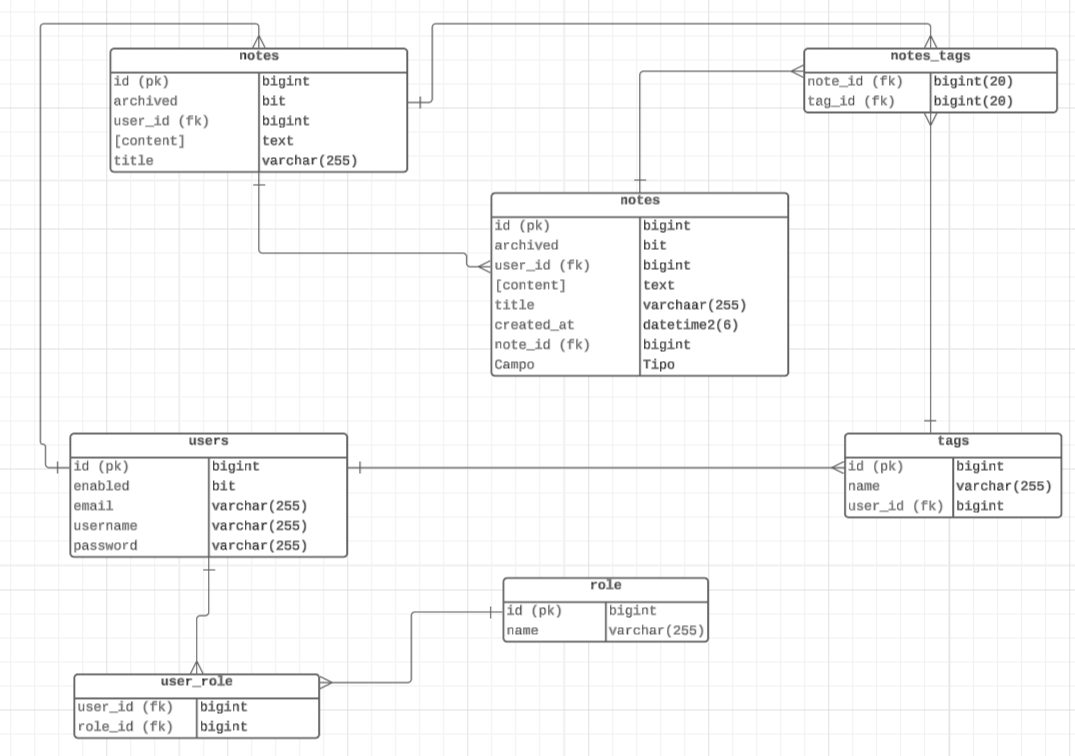 notes
id (pk) bigint
archived bit
user_id (fk) bigint
[content] text
title varchar(255)
notes_tags
note_id (fk) bigint(20)
tag_id (fk) bigint(20)
notes
id (pk) bigint
archived bit
user_id (fk) bigint
[content] text
title varchaar(255)
created_at datetime2(6)
note_id (fk) bigint
Campo Tipo
users
id (pk) bigint
enabled bit
email varchar(255)
username varchar(255)
password varchar(255)
tags
id (pk) bigint
name varchar(255)
user_id (fk) bigint
role
id (pk) bigint
name varchar(255)
user_role
user_id (fk) bigint
role_id (fk) bigint